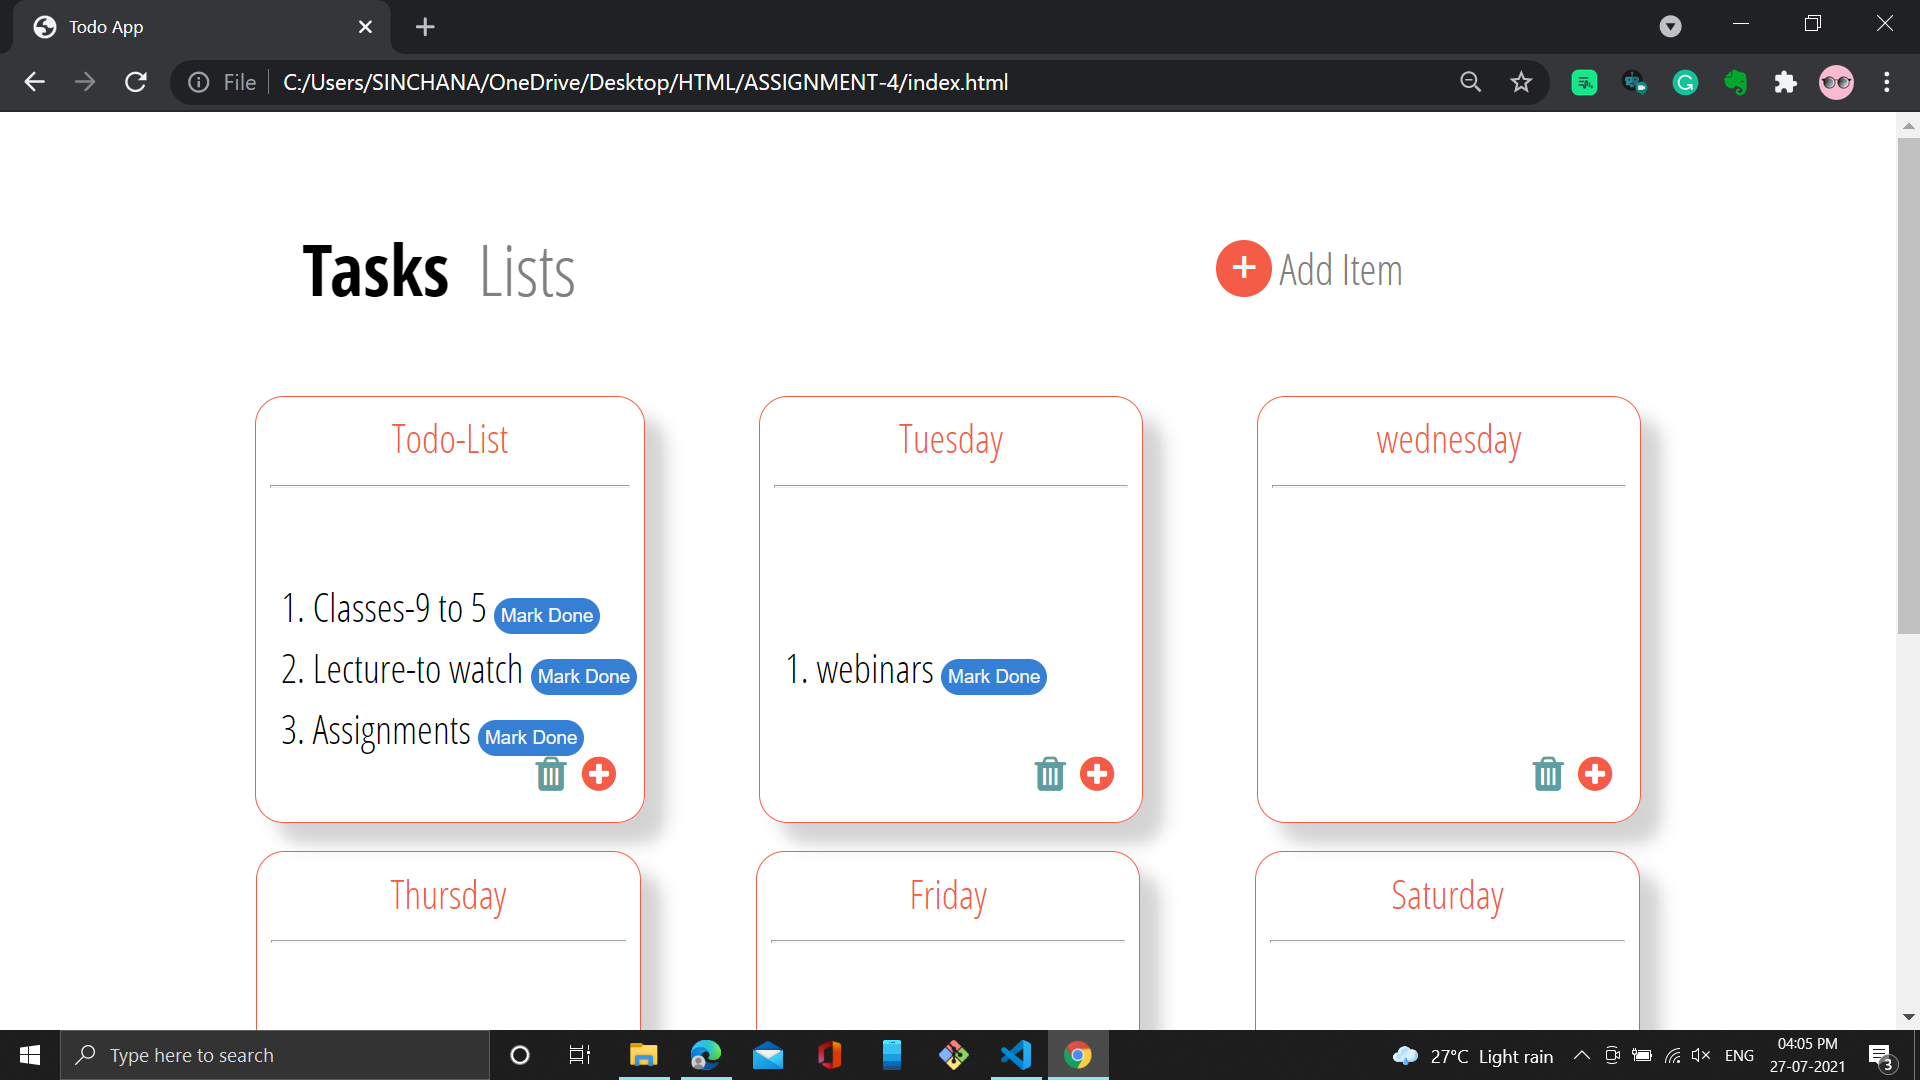 Todo App
File C:/Users/SINCHANA/OneDrive/Desktop/HTML/ASSIGNMENT-4/index.html
Tasks Lists
Add Item
Todo-List
1. Classes-9 to 5 Mark Done
2. Lecture-to watch Mark Done
3. Assignments Mark Done
Tuesday
1. webinars Mark Done
wednesday
Thursday
Friday
Saturday
Type here to search
27°C Light rain
ENG
04:05 PM
27-07-2021
3